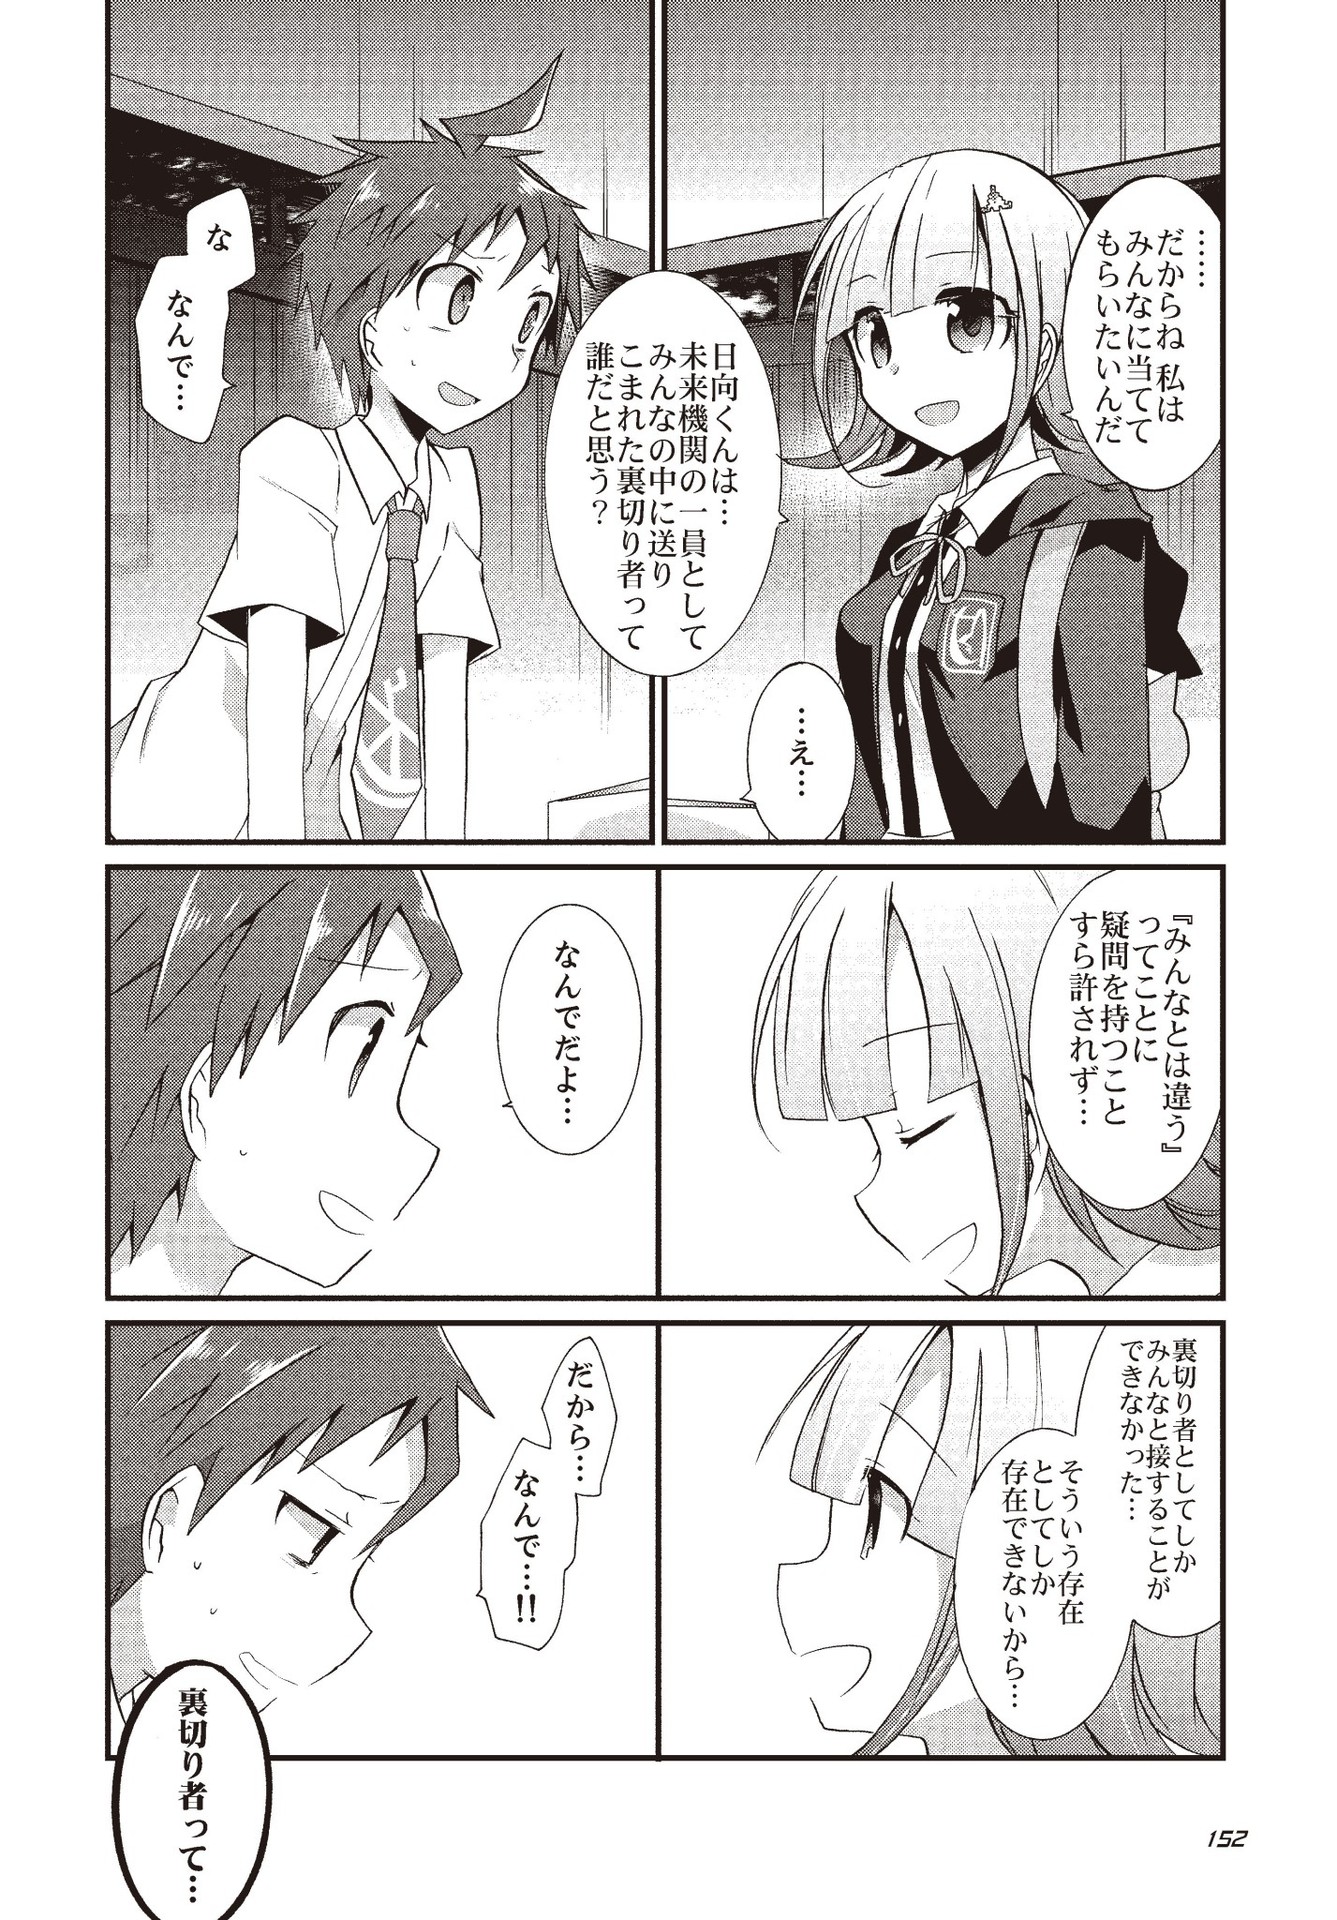 ……
だからね 私は
みんなに当てて
もらいたいんだ
日向くんは…
未来機関の一員として
みんなの中に送り
こまれた裏切り者って
誰だと思う?
…え…
な
なんで…
『みんなとは違う』
ってことに
疑問を持つこと
すら許されず…
なんでだよ…
裏切り者としてしか
みんなと接することが
できなかった…
そういう存在
としてしか
存在できないから…
だから…
なんで…!!
裏切り者って…
152